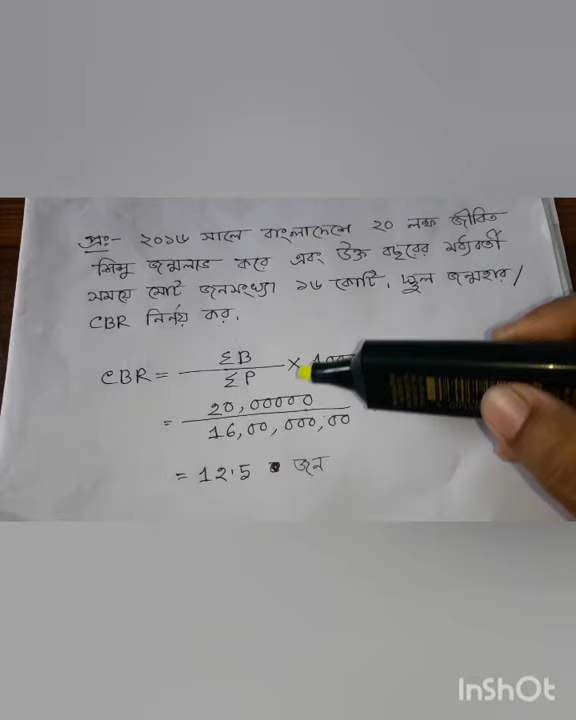 প্রঃ- ২০১৬ সালে বাংলাদেশে ২০ লক্ষ জীবিত
শিশু জন্মলাভ করে এবং উক্ত বছরের মধ্যবর্তী
সময়ে মোট জনসংখ্যা ১৬ কোটি. স্থুল জন্মহার/
CBR নির্নয় কর.
CBR = ΣB / ΣP ×
= 20,00000 / 16,00,000,00
= 12.5 জন
InShOt